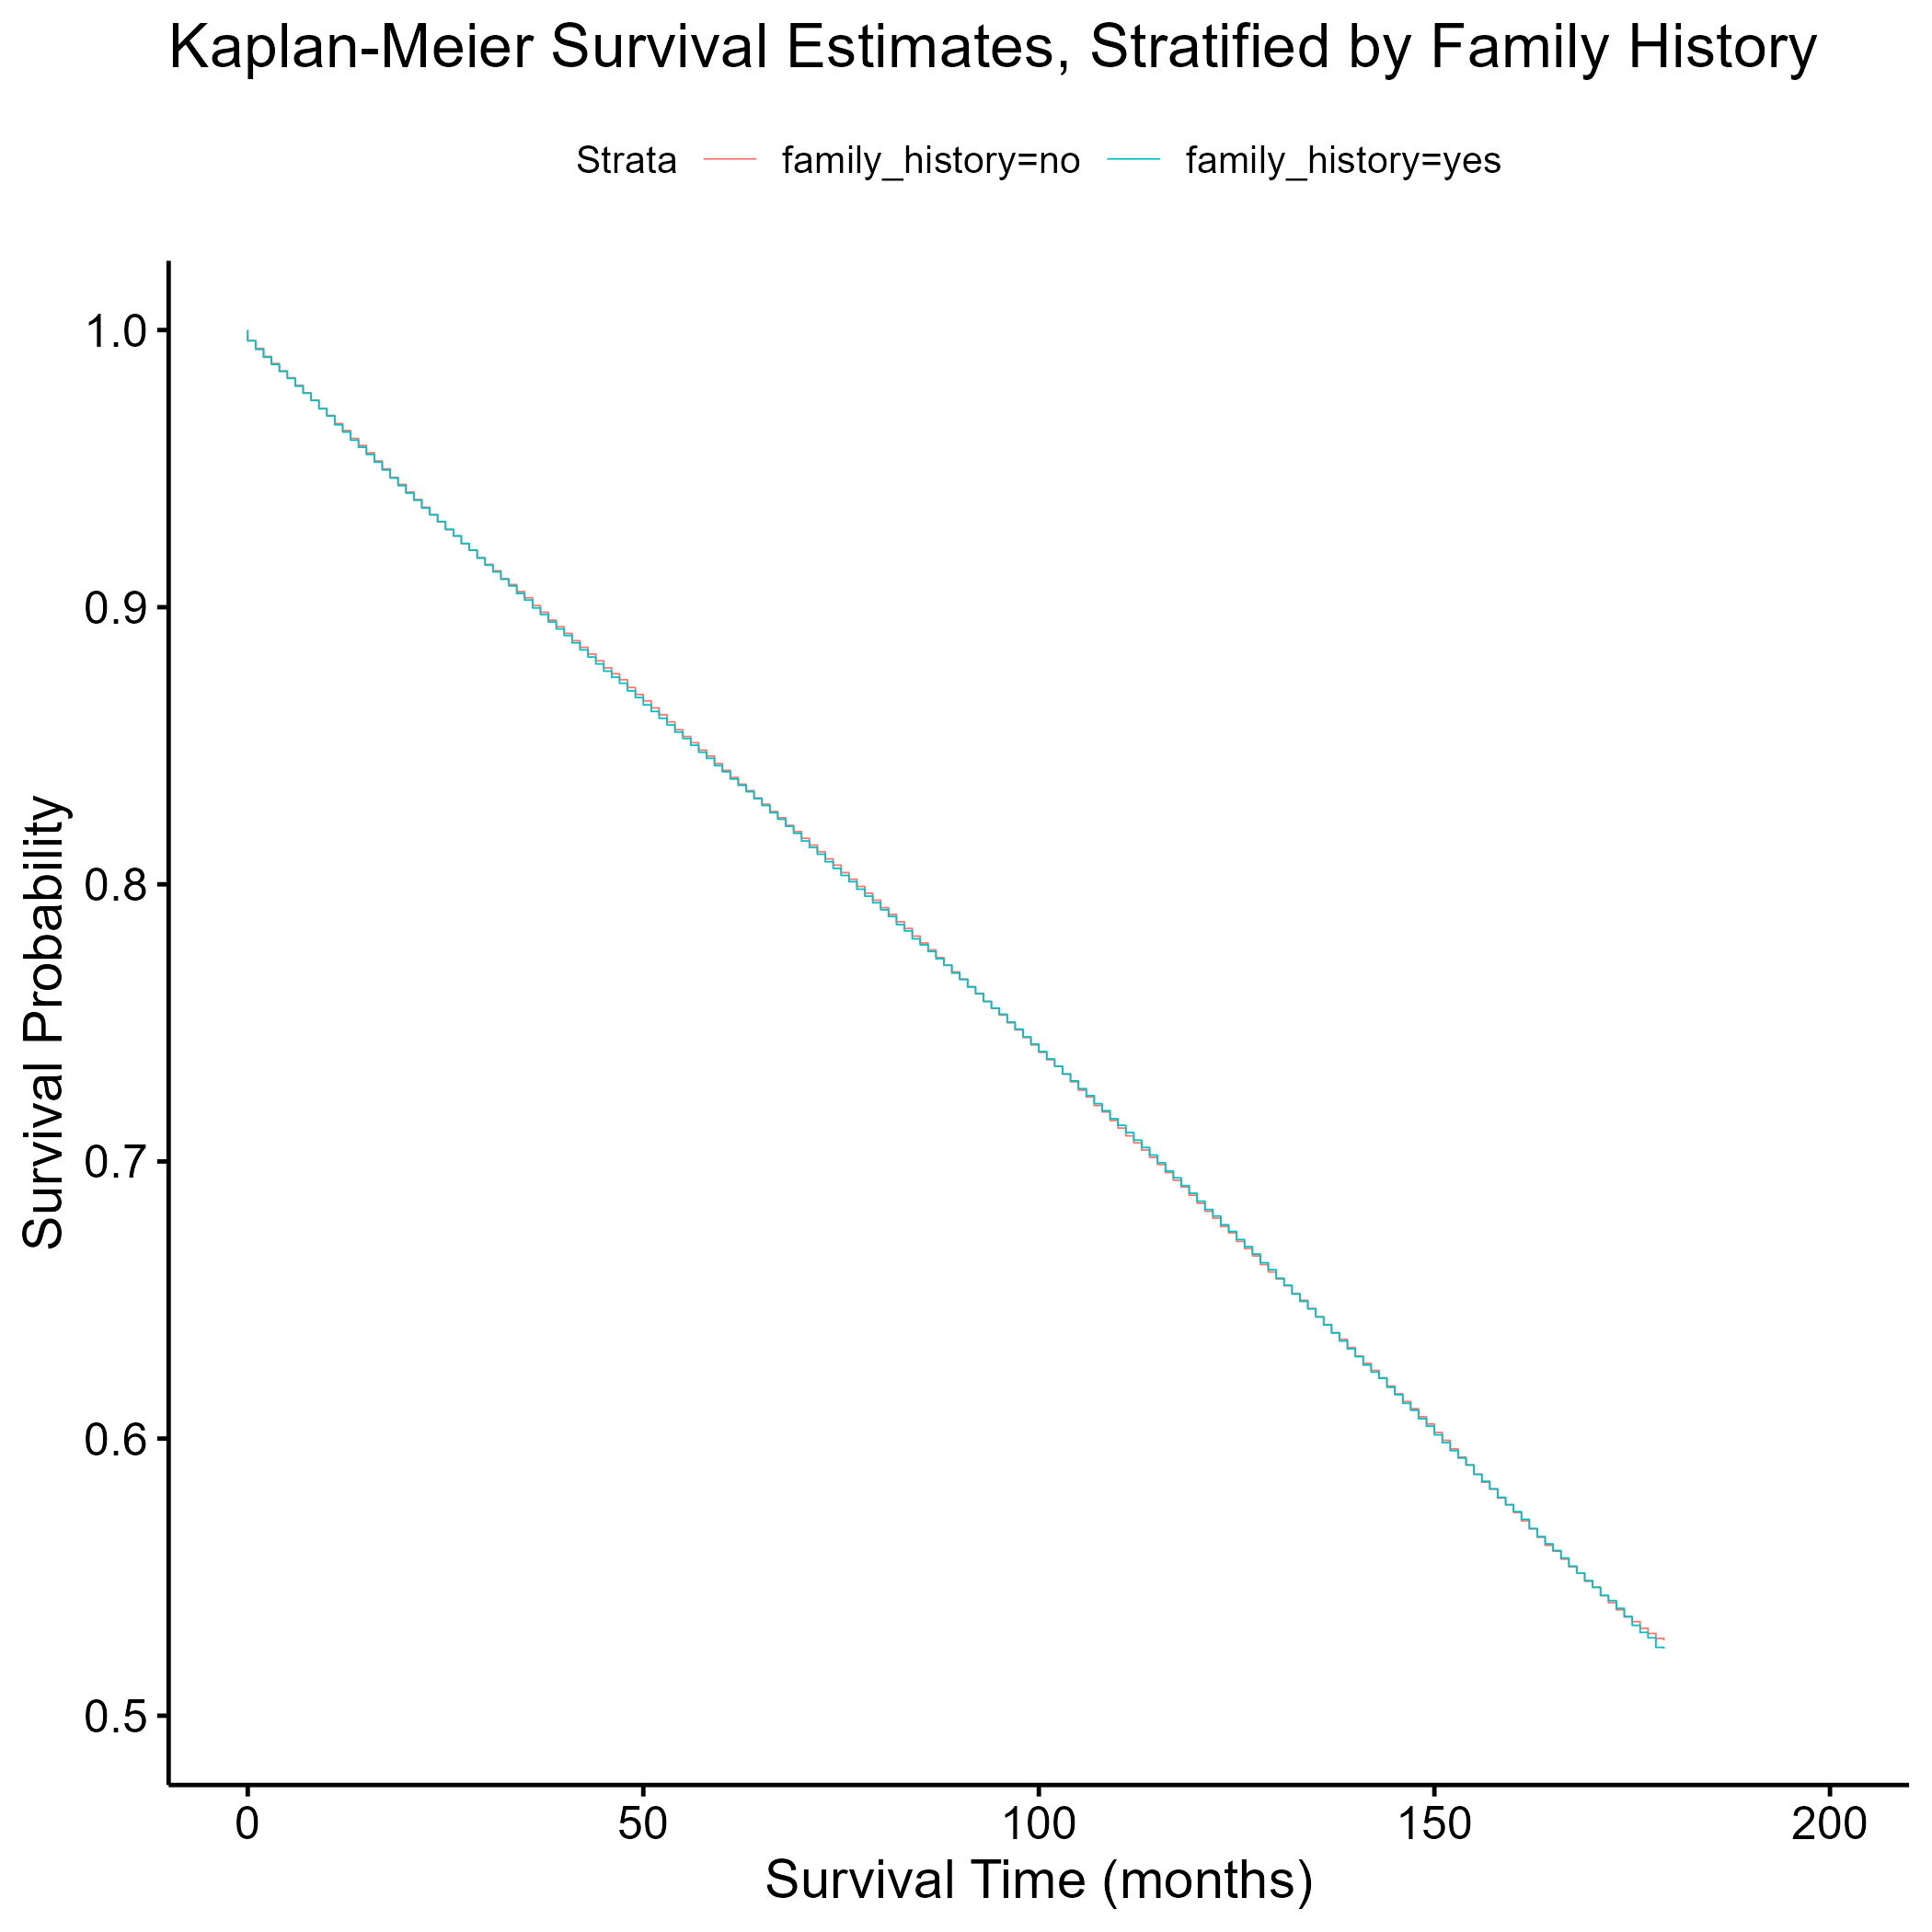 Kaplan-Meier Survival Estimates, Stratified by Family History
Strata family_history=no family_history=yes
1.0
0.9
0.8
0.7
0.6
0.5
Survival Probability
0 50 100 150 200
Survival Time (months)